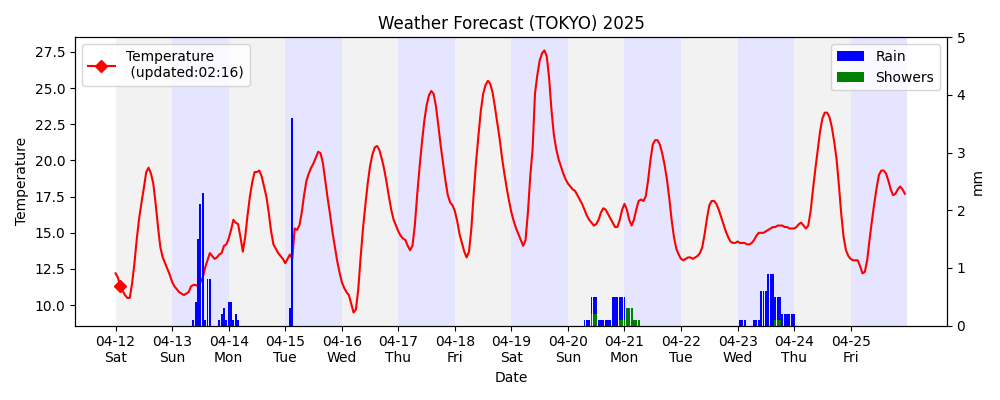 Weather Forecast (TOKYO) 2025
Temperature
(updated:02:16)
Rain
Showers
Temperature
27.5
25.0
22.5
20.0
17.5
15.0
12.5
10.0
5
4
3
2
1
0
mm
04-12 04-13 04-14 04-15 04-16 04-17 04-18 04-19 04-20 04-21 04-22 04-23 04-24 04-25
Sat Sun Mon Tue Wed Thu Fri Sat Sun Mon Tue Wed Thu Fri
Date